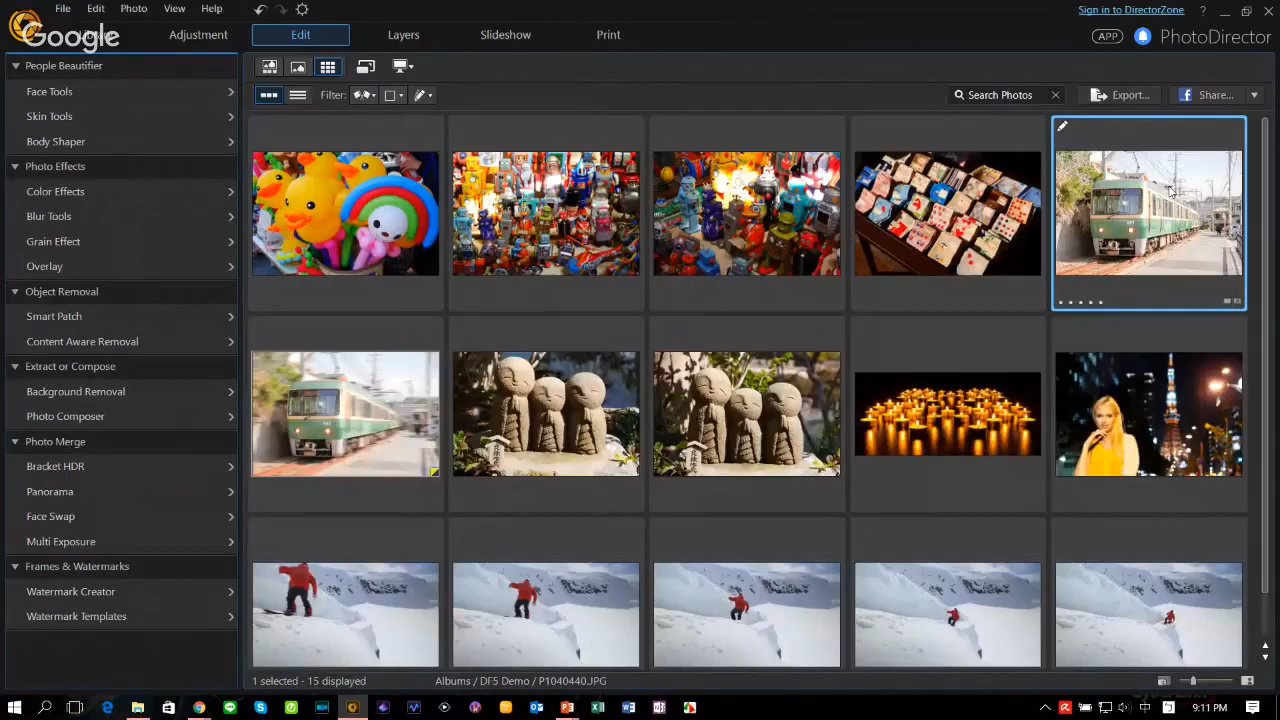 File Edit Photo View Help
Sign in to DirectorZone ?
Google
Adjustment Edit Layers Slideshow Print
APP PhotoDirector
People Beautifier
Face Tools
Skin Tools
Body Shaper
Photo Effects
Color Effects
Blur Tools
Grain Effect
Overlay
Object Removal
Smart Patch
Content Aware Removal
Extract or Compose
Background Removal
Photo Composer
Photo Merge
Bracket HDR
Panorama
Face Swap
Multi Exposure
Frames & Watermarks
Watermark Creator
Watermark Templates
Filter:
Search Photos
Export...
Share...
1 selected - 15 displayed
Albums / DF5 Demo / P1040440.JPG
中
9:11 PM